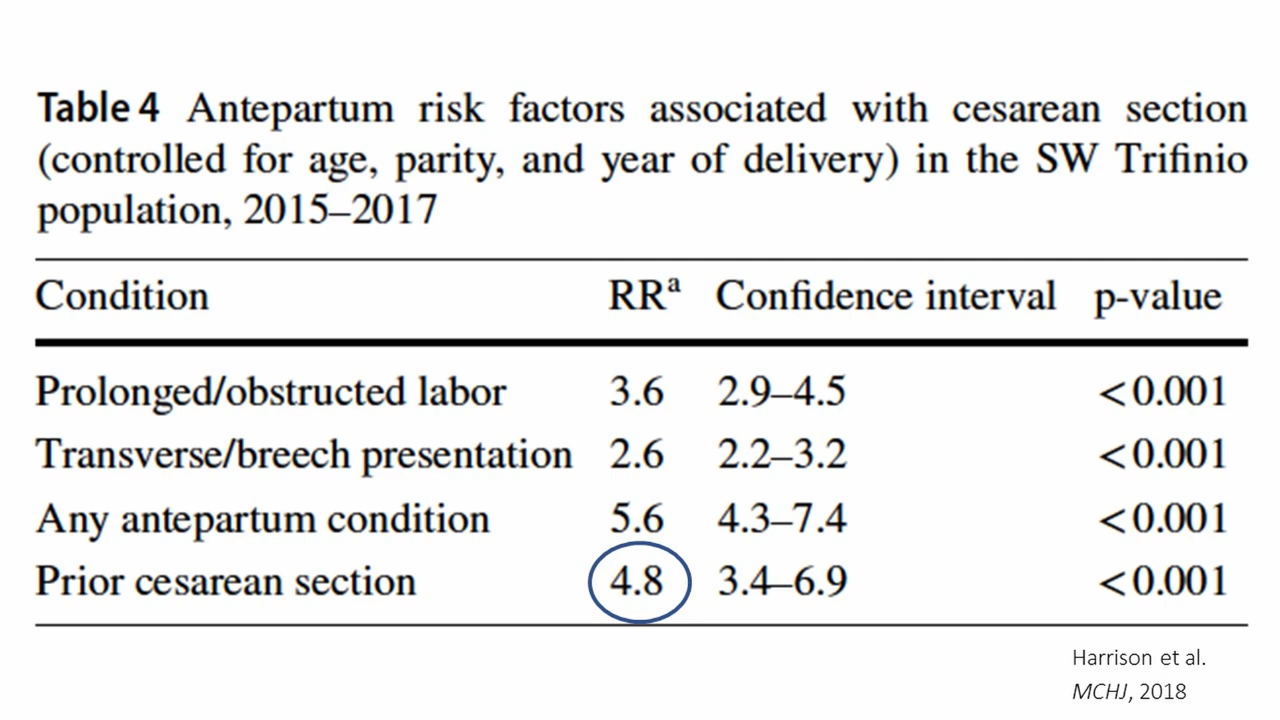 Table 4 Antepartum risk factors associated with cesarean section
(controlled for age, parity, and year of delivery) in the SW Trifinio
population, 2015–2017
Condition RRᵃ Confidence interval p-value
Prolonged/obstructed labor 3.6 2.9–4.5 <0.001
Transverse/breech presentation 2.6 2.2–3.2 <0.001
Any antepartum condition 5.6 4.3–7.4 <0.001
Prior cesarean section 4.8 3.4–6.9 <0.001
Harrison et al.
MCHJ, 2018